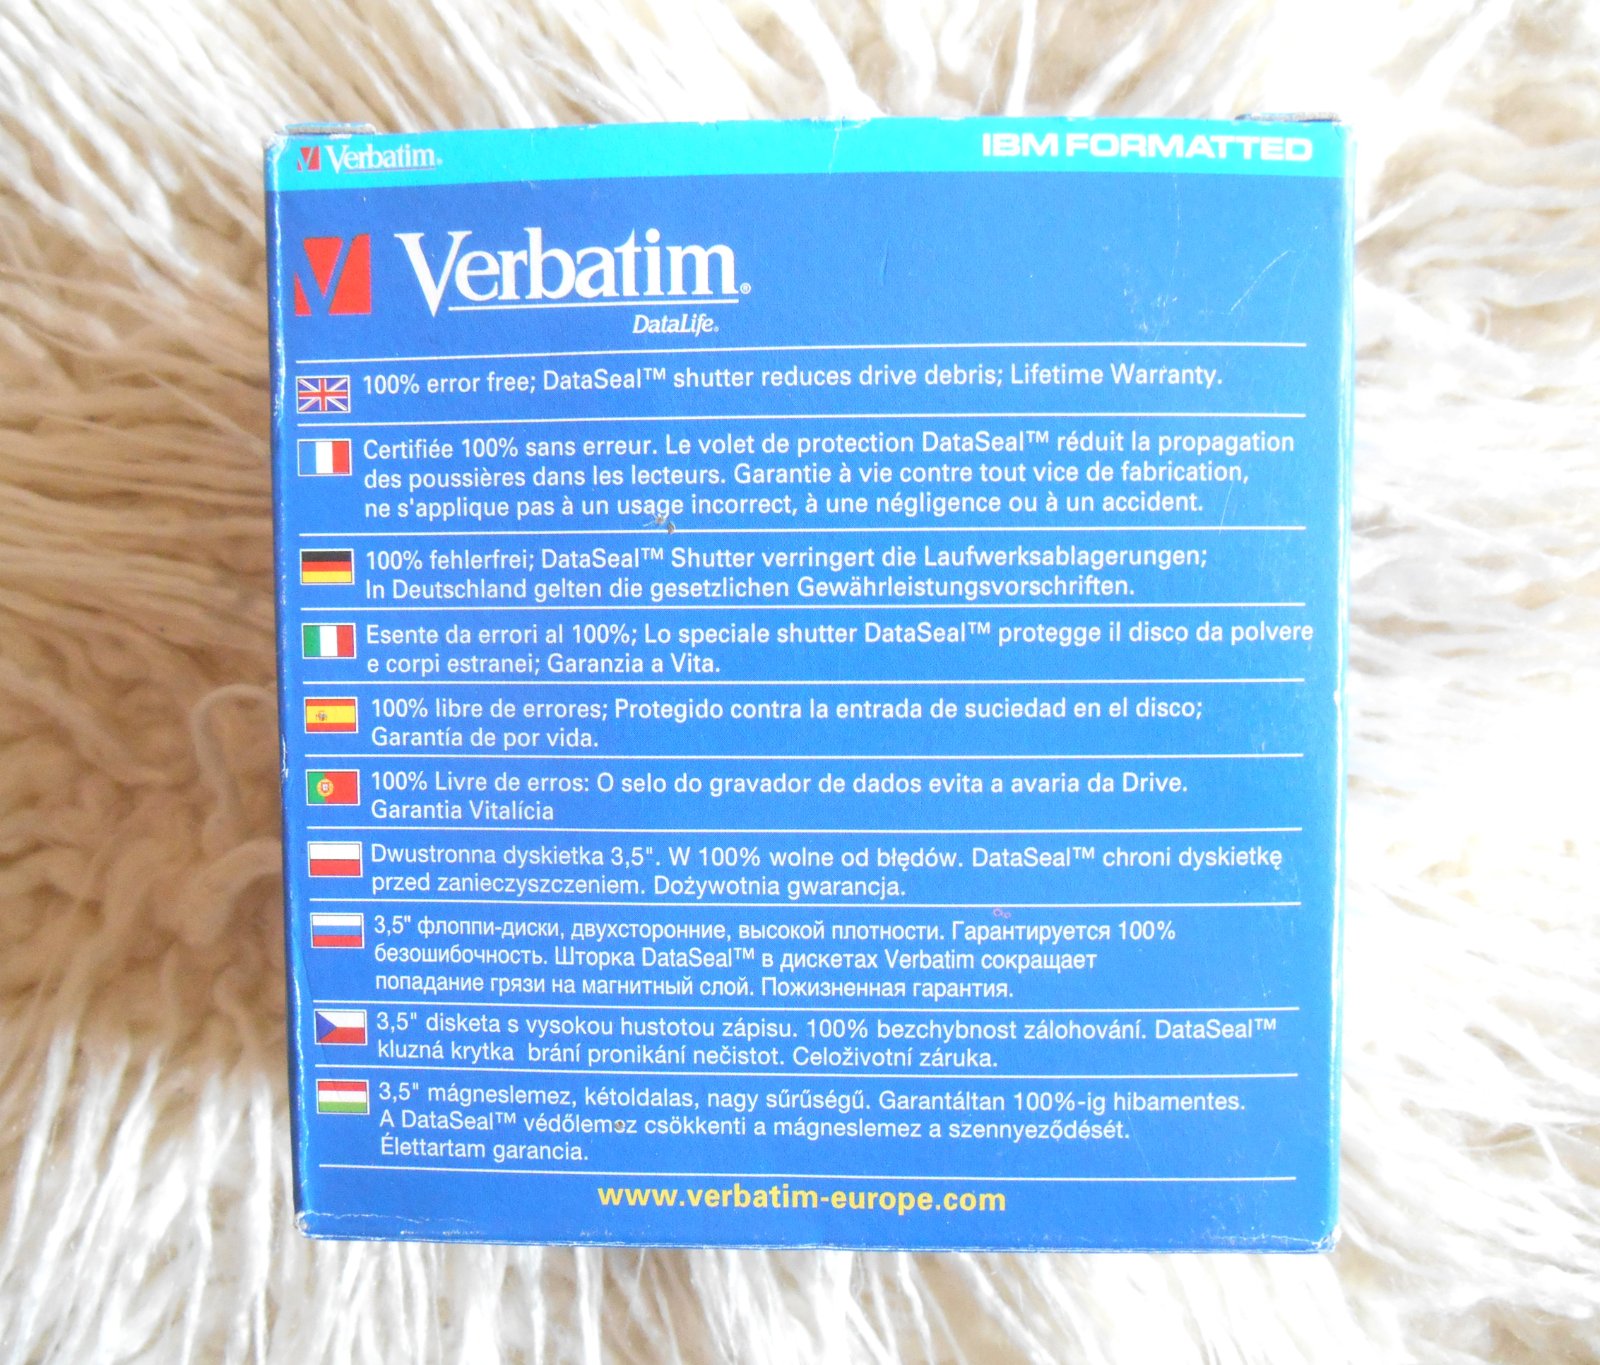 Verbatim®
IBM FORMATTED
Verbatim®
DataLife®
100% error free; DataSeal™ shutter reduces drive debris; Lifetime Warranty.
Certifiée 100% sans erreur. Le volet de protection DataSeal™ réduit la propagation
des poussières dans les lecteurs. Garantie à vie contre tout vice de fabrication,
ne s'applique pas à un usage incorrect, à une négligence ou à un accident.
100% fehlerfrei; DataSeal™ Shutter verringert die Laufwerksablagerungen;
In Deutschland gelten die gesetzlichen Gewährleistungsvorschriften.
Esente da errori al 100%; Lo speciale shutter DataSeal™ protegge il disco da polvere
e corpi estranei; Garanzia a Vita.
100% libre de errores; Protegido contra la entrada de suciedad en el disco;
Garantía de por vida.
100% Livre de erros: O selo do gravador de dados evita a avaria da Drive.
Garantia Vitalícia
Dwustronna dyskietka 3,5". W 100% wolne od błędów. DataSeal™ chroni dyskietkę
przed zanieczyszczeniem. Dożywotnia gwarancja.
3,5" флоппи-диски, двухсторонние, высокой плотности. Гарантируется 100%
безошибочность. Шторка DataSeal™ в дискетах Verbatim сокращает
попадание грязи на магнитный слой. Пожизненная гарантия.
3,5" disketa s vysokou hustotou zápisu. 100% bezchybnost zálohování. DataSeal™
kluzná krytka brání pronikání nečistot. Celoživotní záruka.
3,5" mágneslemez, kétoldalas, nagy sűrűségű. Garantáltan 100%-ig hibamentes.
A DataSeal™ védőlemez csökkenti a mágneslemez a szennyeződését.
Élettartam garancia.
www.verbatim-europe.com